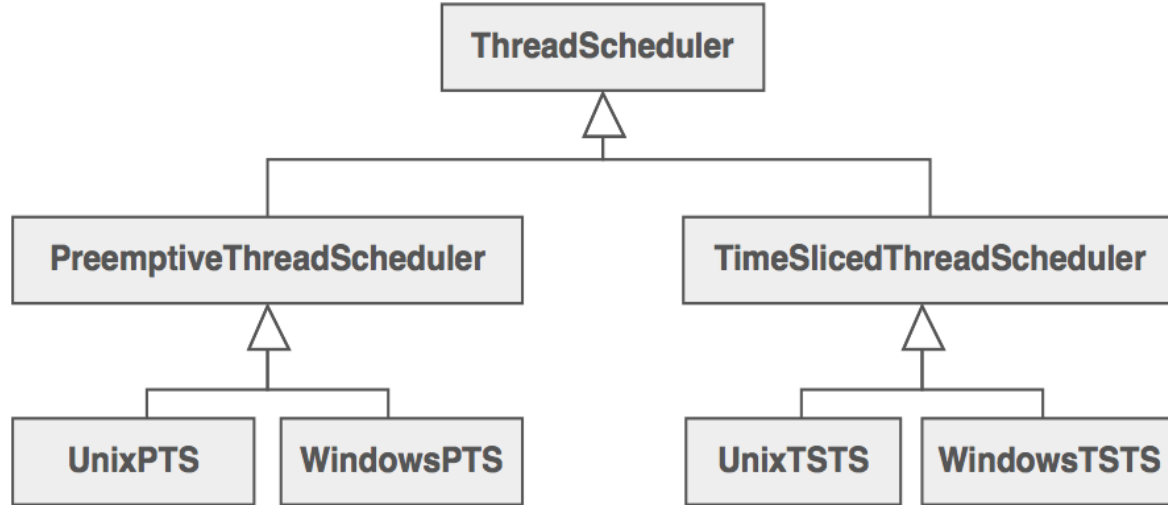 ThreadScheduler
PreemptiveThreadScheduler
TimeSlicedThreadScheduler
UnixPTS
WindowsPTS
UnixTSTS
WindowsTSTS